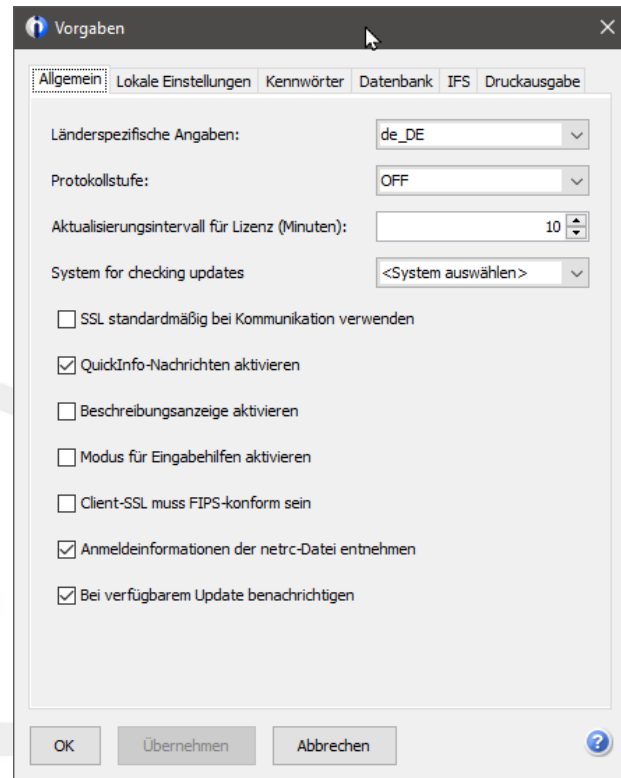 Vorgaben
Allgemein Lokale Einstellungen Kennwörter Datenbank IFS Druckausgabe
Länderspezifische Angaben: de_DE
Protokollstufe: OFF
Aktualisierungsintervall für Lizenz (Minuten): 10
System for checking updates <System auswählen>
SSL standardmäßig bei Kommunikation verwenden
QuickInfo-Nachrichten aktivieren
Beschreibungsanzeige aktivieren
Modus für Eingabehilfen aktivieren
Client-SSL muss FIPS-konform sein
Anmeldeinformationen der netrc-Datei entnehmen
Bei verfügbarem Update benachrichtigen
OK Übernehmen Abbrechen ?